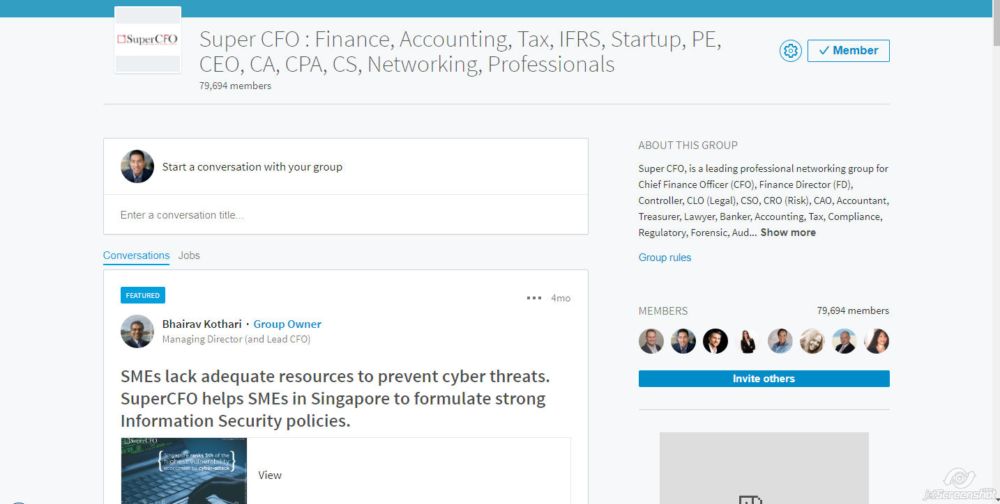 SuperCFO
Super CFO : Finance, Accounting, Tax, IFRS, Startup, PE,
CEO, CA, CPA, CS, Networking, Professionals
79,694 members
Member
Start a conversation with your group
Enter a conversation title...
Conversations
Jobs
FEATURED
4mo
Bhairav Kothari · Group Owner
Managing Director (and Lead CFO)
SMEs lack adequate resources to prevent cyber threats.
SuperCFO helps SMEs in Singapore to formulate strong
Information Security policies.
SuperCFO
Singapore ranks 5th of the
highest vulnerability
economies to cyber-attack
View
ABOUT THIS GROUP
Super CFO, is a leading professional networking group for
Chief Finance Officer (CFO), Finance Director (FD),
Controller, CLO (Legal), CSO, CRO (Risk), CAO, Accountant,
Treasurer, Lawyer, Banker, Accounting, Tax, Compliance,
Regulatory, Forensic, Aud... Show more
Group rules
MEMBERS
79,694 members
Invite others
jetScreenshot.com